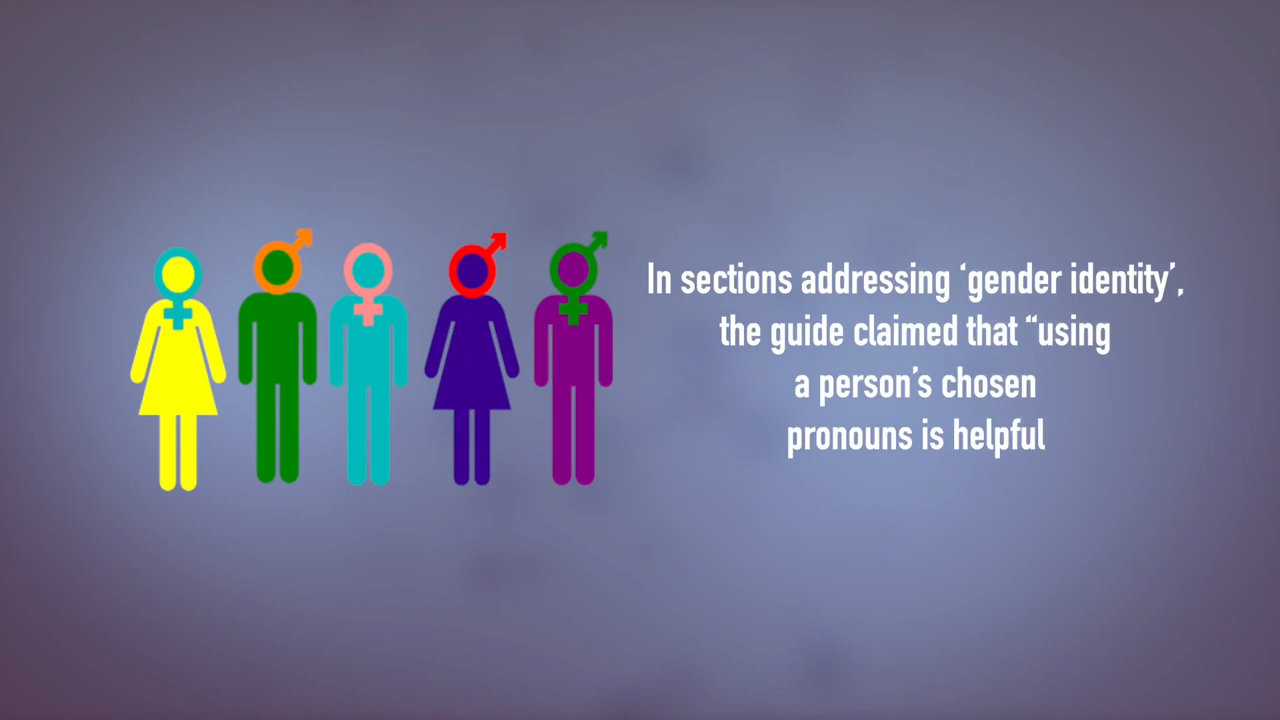 In sections addressing ‘gender identity’,
the guide claimed that “using
a person’s chosen
pronouns is helpful